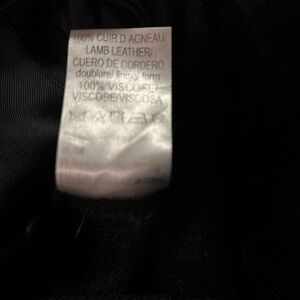 100% CUIR D'AGNEAU/
LAMB LEATHER/
CUERO DE CORDERO
doublure/ lining/ forro
100% VISCOSE/
VISCOSE/VISCOSA